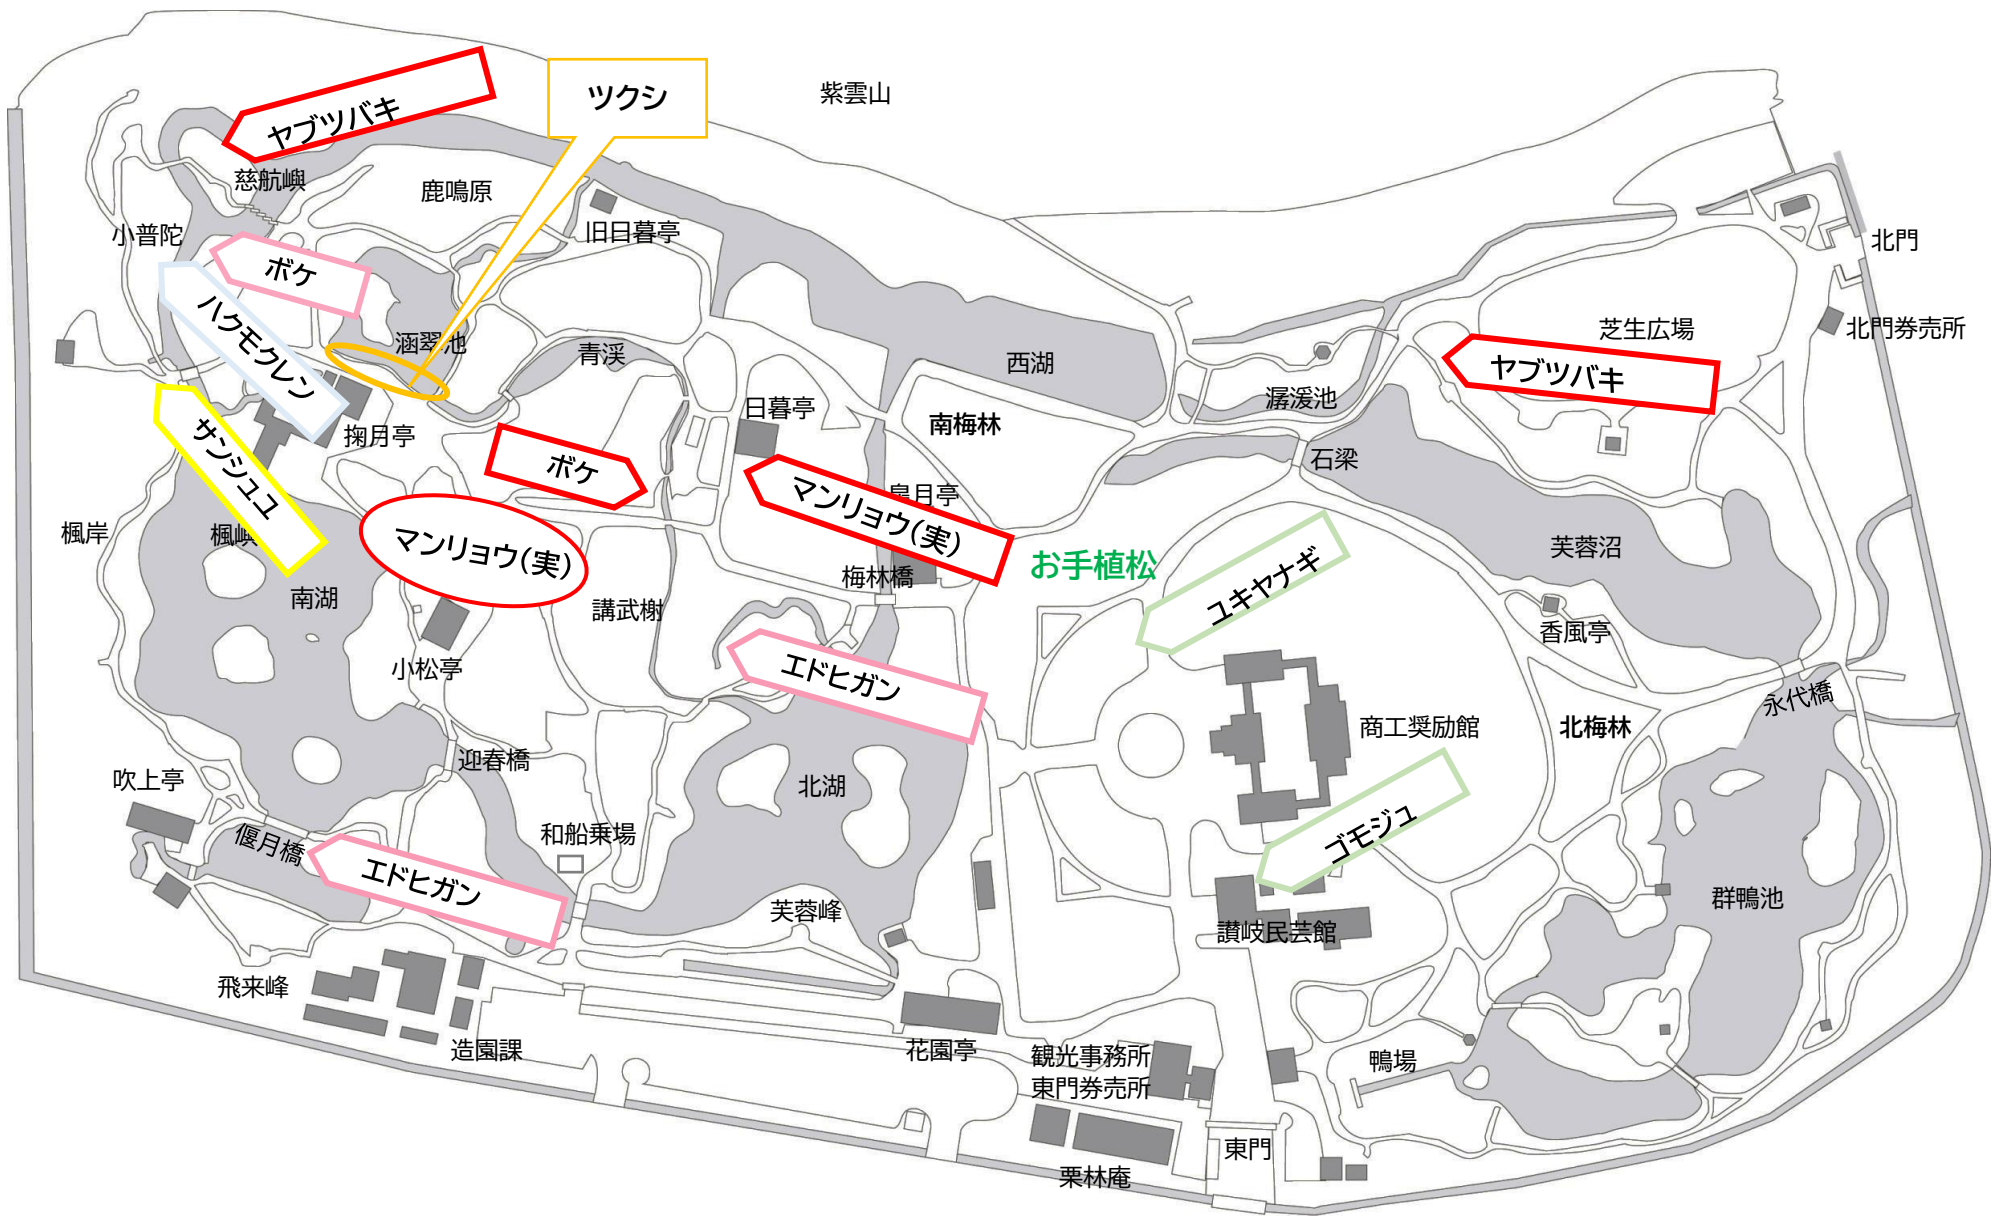 紫雲山
ツクシ
ヤブツバキ
慈航嶼
鹿鳴原
小普陀
旧日暮亭
北門
ボケ
ハクモクレン
涵翠池
青渓
西湖
芝生広場
北門券売所
ヤブツバキ
潺湲池
日暮亭
南梅林
掬月亭
サンシュユ
ボケ
石梁
マンリョウ(実)
皐月亭
楓岸
楓嶼
マンリョウ(実)
お手植松
芙蓉沼
梅林橋
ユキヤナギ
南湖
講武榭
香風亭
小松亭
エドヒガン
永代橋
商工奨励館
北梅林
迎春橋
吹上亭
北湖
偃月橋
和船乗場
ゴモジュ
エドヒガン
芙蓉峰
群鴨池
讃岐民芸館
飛来峰
造園課
花園亭
観光事務所
東門券売所
鴨場
東門
栗林庵